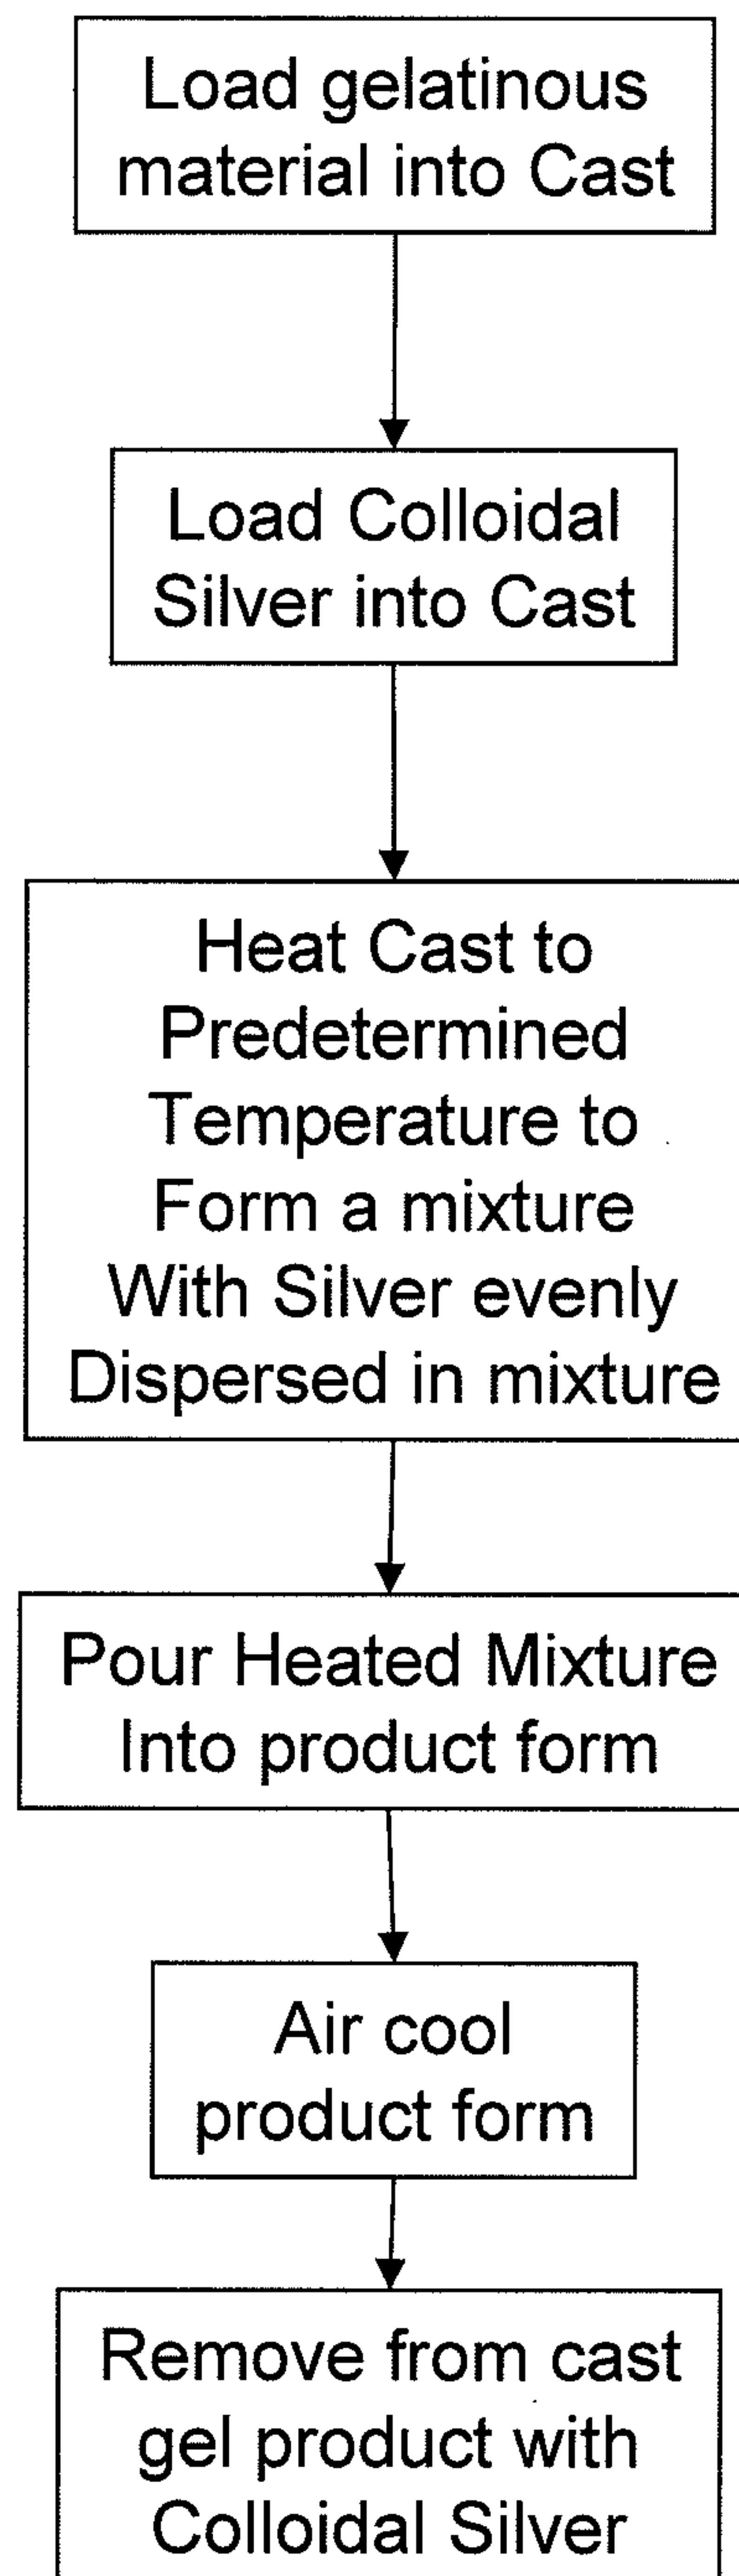 Load gelatinous
material into Cast
Load Colloidal
Silver into Cast
Heat Cast to
Predetermined
Temperature to
Form a mixture
With Silver evenly
Dispersed in mixture
Pour Heated Mixture
Into product form
Air cool
product form
Remove from cast
gel product with
Colloidal Silver